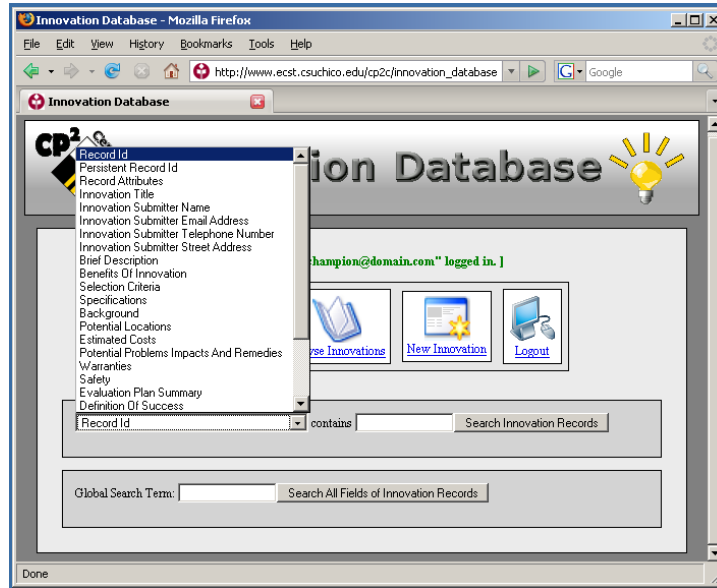 Innovation Database - Mozilla Firefox
File Edit View History Bookmarks Tools Help
http://www.ecst.csuchico.edu/cp2c/innovation_database
G Google
Innovation Database
CP2
ion Database
Record Id
Persistent Record Id
Record Attributes
Innovation Title
Innovation Submitter Name
Innovation Submitter Email Address
Innovation Submitter Telephone Number
Innovation Submitter Street Address
Brief Description
Benefits Of Innovation
Selection Criteria
Specifications
Background
Potential Locations
Estimated Costs
Potential Problems Impacts And Remedies
Warranties
Safety
Evaluation Plan Summary
Definition Of Success
hampion@domain.com" logged in. ]
se Innovations New Innovation Logout
Record Id contains Search Innovation Records
Global Search Term: Search All Fields of Innovation Records
Done